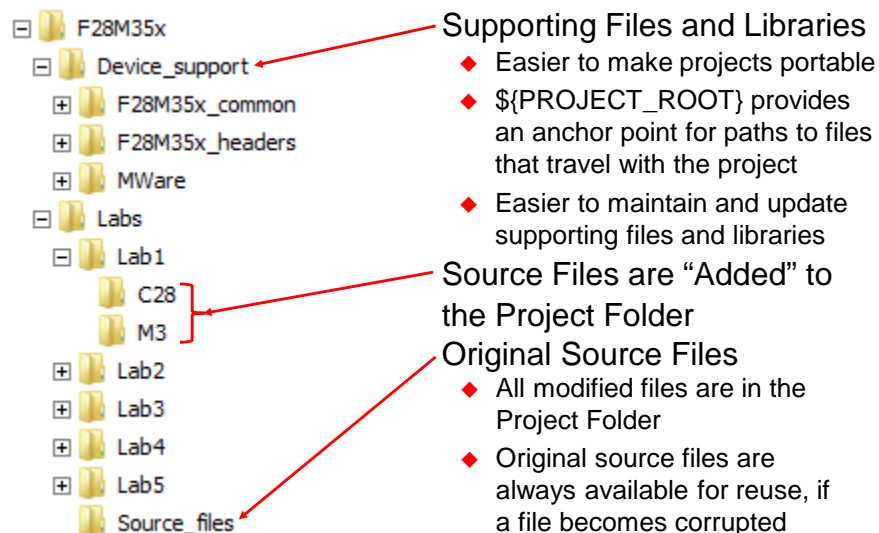 F28M35x
Device_support
F28M35x_common
F28M35x_headers
MWare
Labs
Lab1
C28
M3
Lab2
Lab3
Lab4
Lab5
Source_files
Supporting Files and Libraries
Easier to make projects portable
${PROJECT_ROOT} provides
an anchor point for paths to files
that travel with the project
Easier to maintain and update
supporting files and libraries
Source Files are “Added” to
the Project Folder
Original Source Files
All modified files are in the
Project Folder
Original source files are
always available for reuse, if
a file becomes corrupted